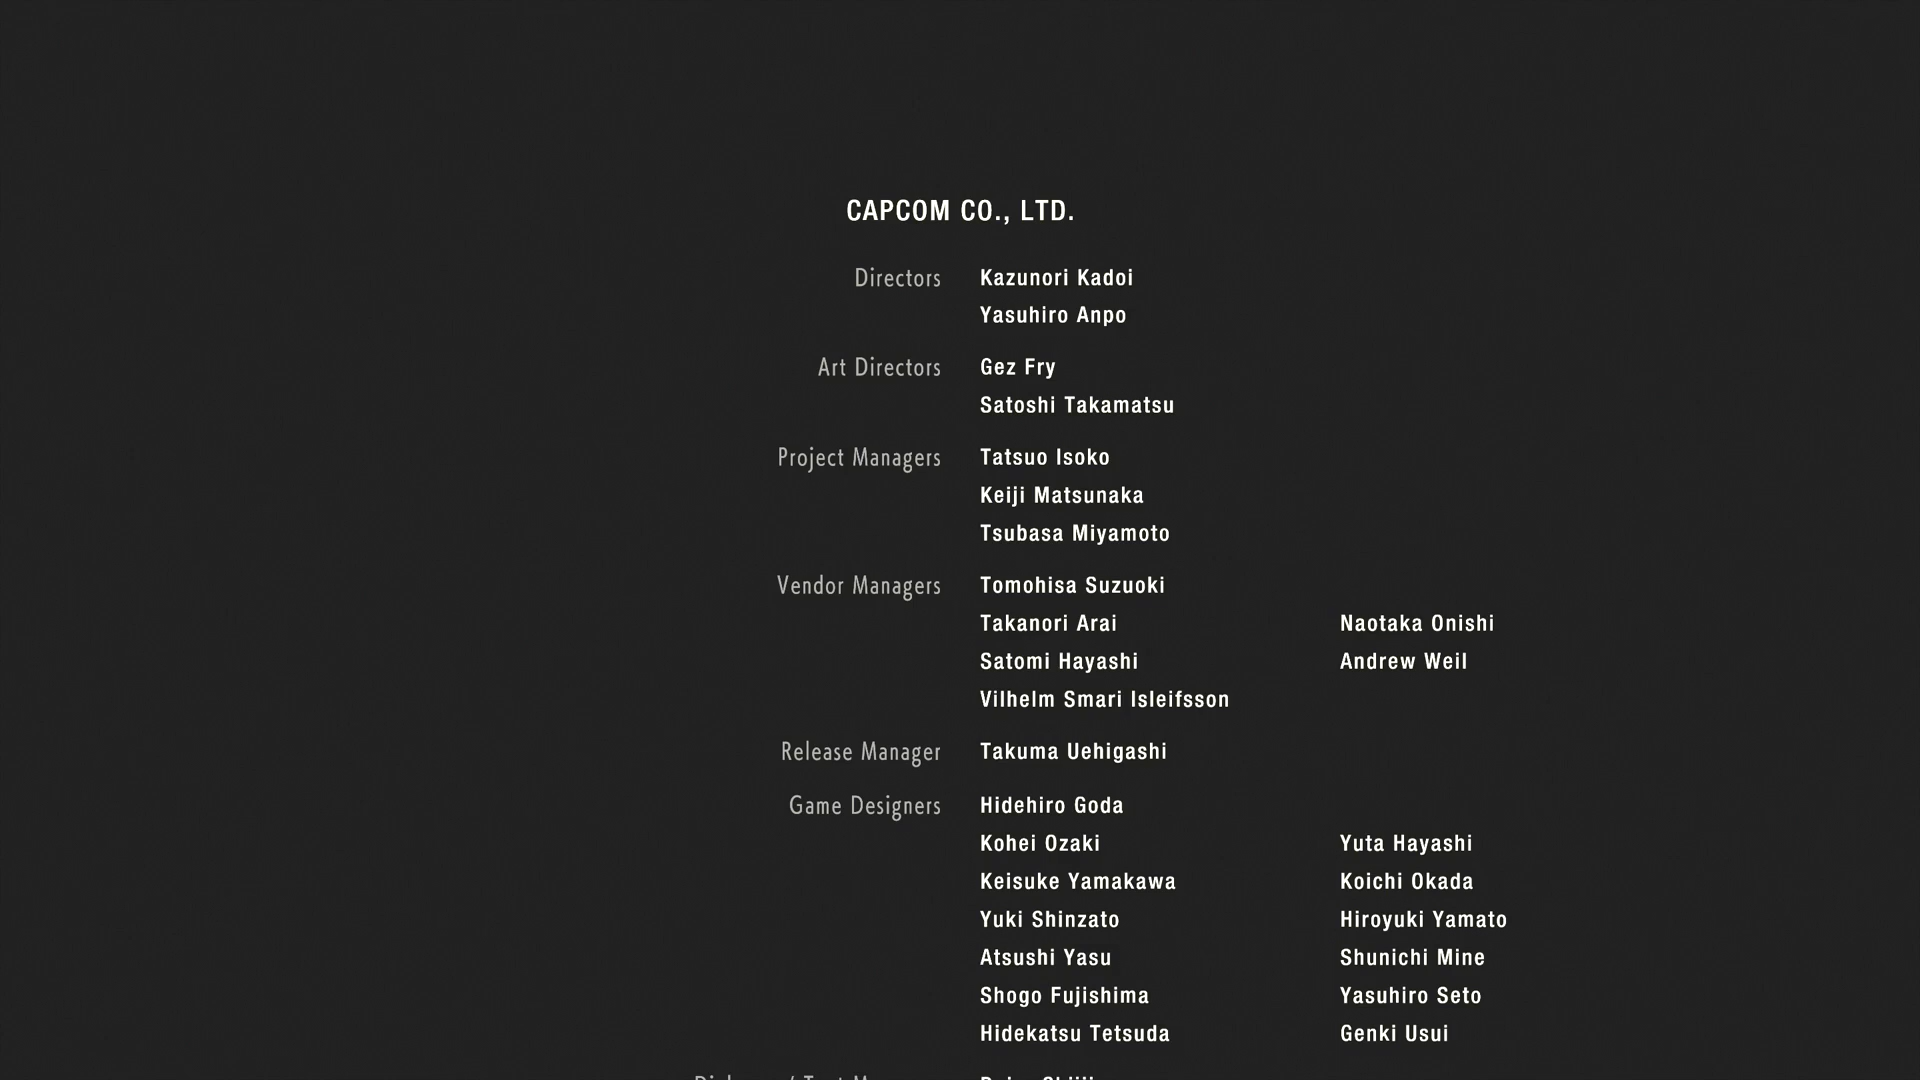 CAPCOM CO., LTD.
Directors Kazunori Kadoi
Yasuhiro Anpo
Art Directors Gez Fry
Satoshi Takamatsu
Project Managers Tatsuo Isoko
Keiji Matsunaka
Tsubasa Miyamoto
Vendor Managers Tomohisa Suzuoki
Takanori Arai Naotaka Onishi
Satomi Hayashi Andrew Weil
Vilhelm Smari Isleifsson
Release Manager Takuma Uehigashi
Game Designers Hidehiro Goda
Kohei Ozaki Yuta Hayashi
Keisuke Yamakawa Koichi Okada
Yuki Shinzato Hiroyuki Yamato
Atsushi Yasu Shunichi Mine
Shogo Fujishima Yasuhiro Seto
Hidekatsu Tetsuda Genki Usui